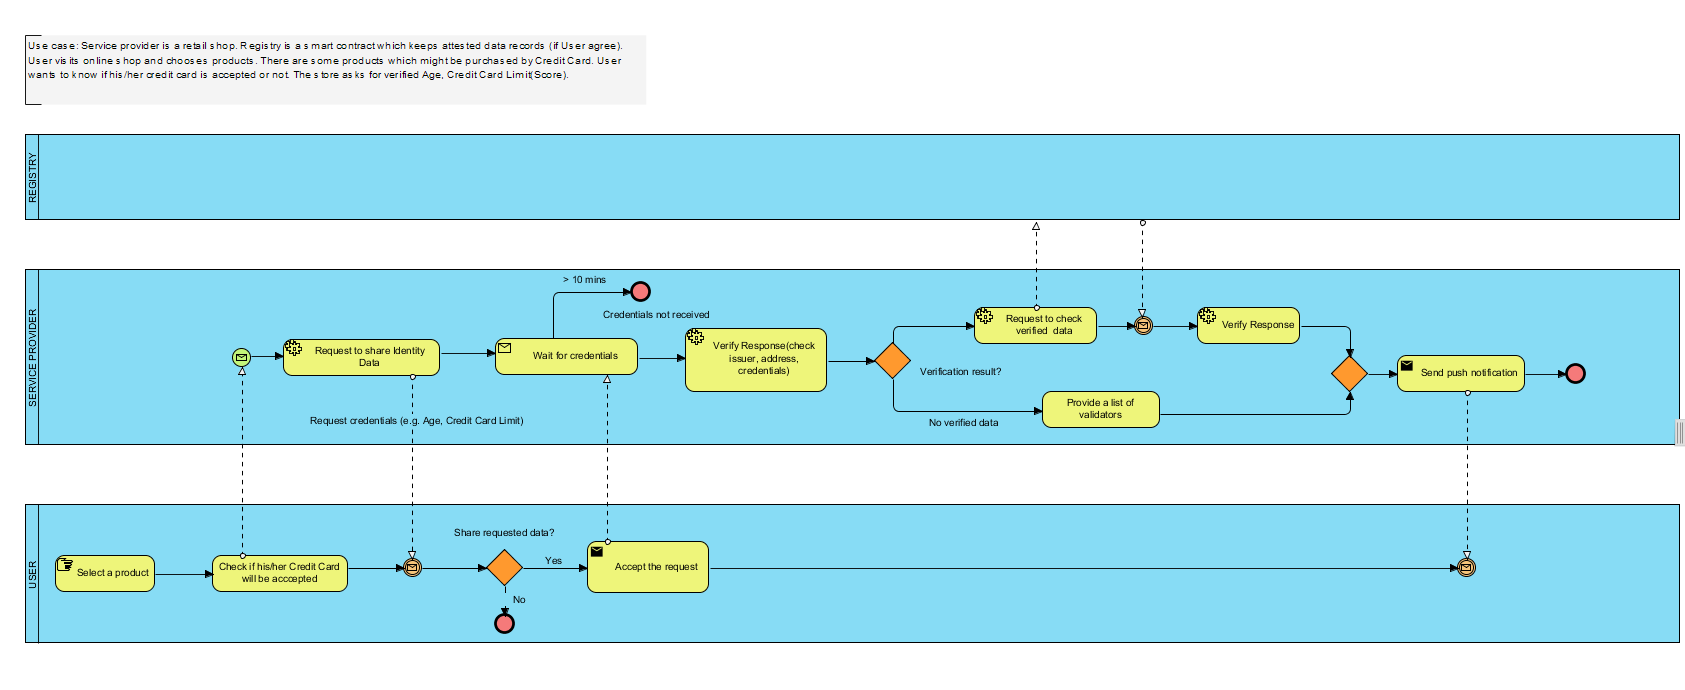 Use case: Service provider is a retail shop. Registry is a smart contract which keeps attested data records (if User agree).
User visits online shop and chooses products. There are some products which might be purchased by Credit Card. User
wants to know if his/her credit card is accepted or not. The store asks for verified Age, Credit Card Limit(Score).
REGISTRY
SERVICE PROVIDER
> 10 mins
Credentials not received
Request to share Identity
Data
Wait for credentials
Verify Response(check
issuer, address,
credentials)
Request to check
verified data
Verify Response
Verification result?
Provide a list of
validators
No verified data
Send push notification
Request credentials (e.g. Age, Credit Card Limit)
USER
Select a product
Check if his/her Credit Card
will be acccepted
Share requested data?
Yes
No
Accept the request